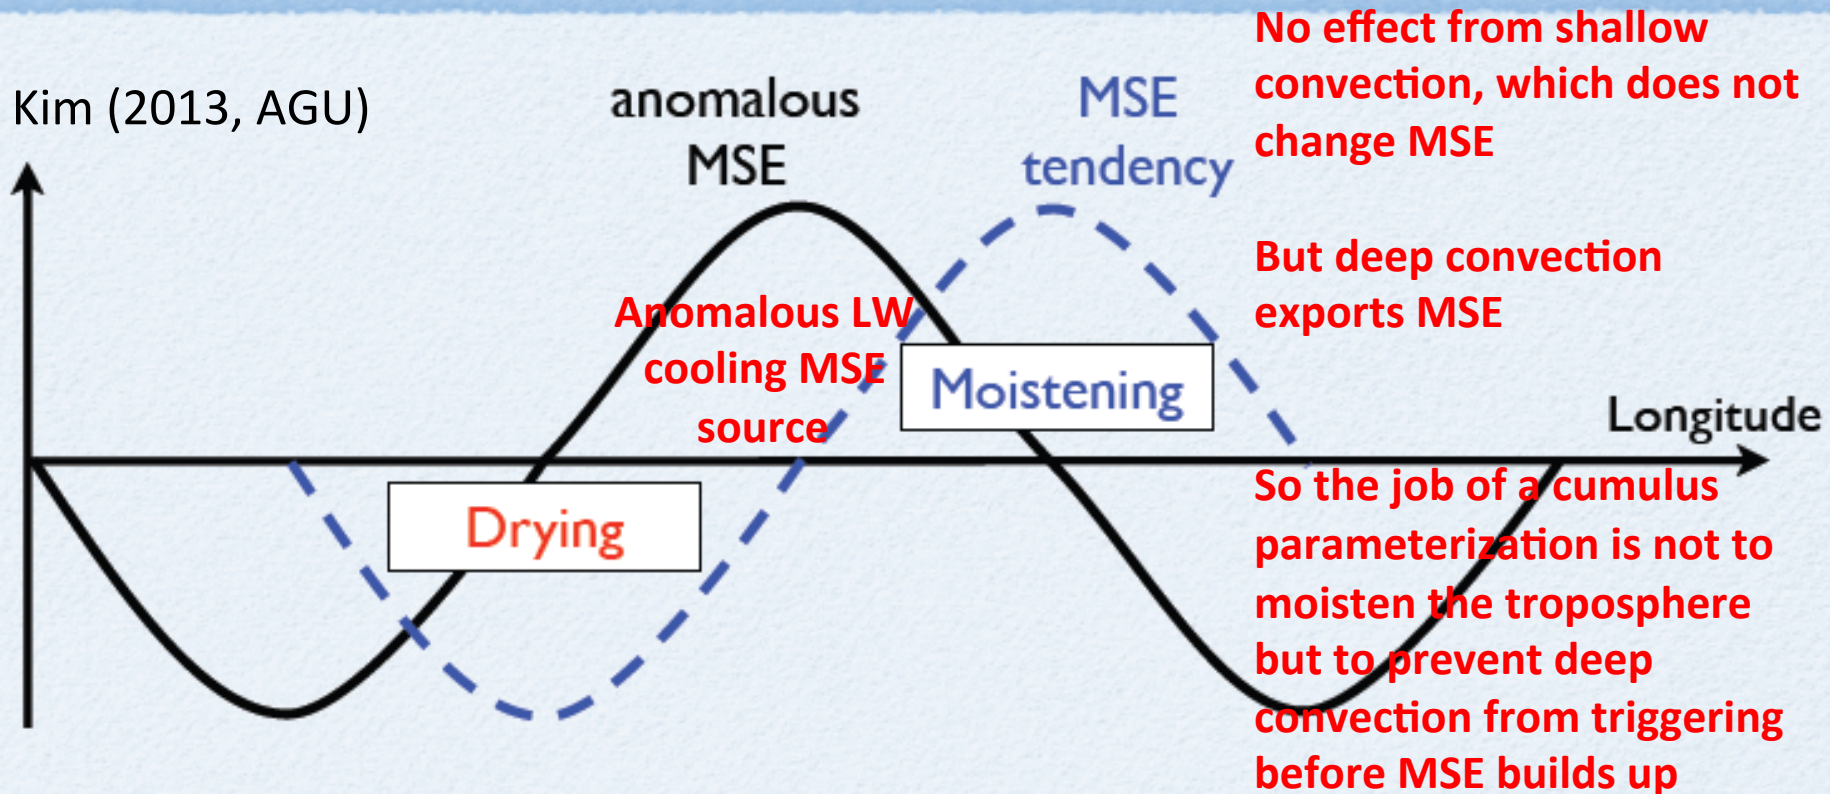 Kim (2013, AGU)
anomalous
MSE
MSE
tendency
No effect from shallow
convection, which does not
change MSE
But deep convection
exports MSE
Anomalous LW
cooling MSE
source
Moistening
Longitude
Drying
So the job of a cumulus
parameterization is not to
moisten the troposphere
but to prevent deep
convection from triggering
before MSE builds up